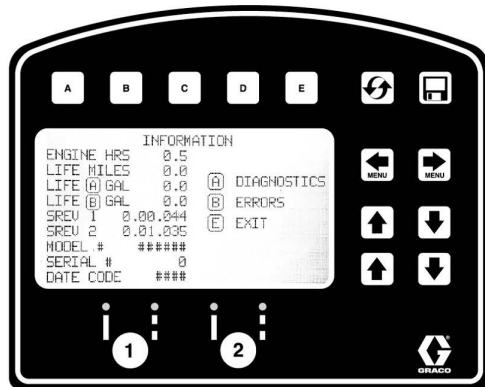 A B C D E
INFORMATION
ENGINE HRS 0.5
LIFE MILES 0.0
LIFE A GAL 0.0
A DIAGNOSTICS
LIFE B GAL 0.0
B ERRORS
SREV 1 0.00.044
E EXIT
SREV 2 0.01.035
MODEL # ######
SERIAL # 0
DATE CODE ####
MENU MENU
1 2
GRACO